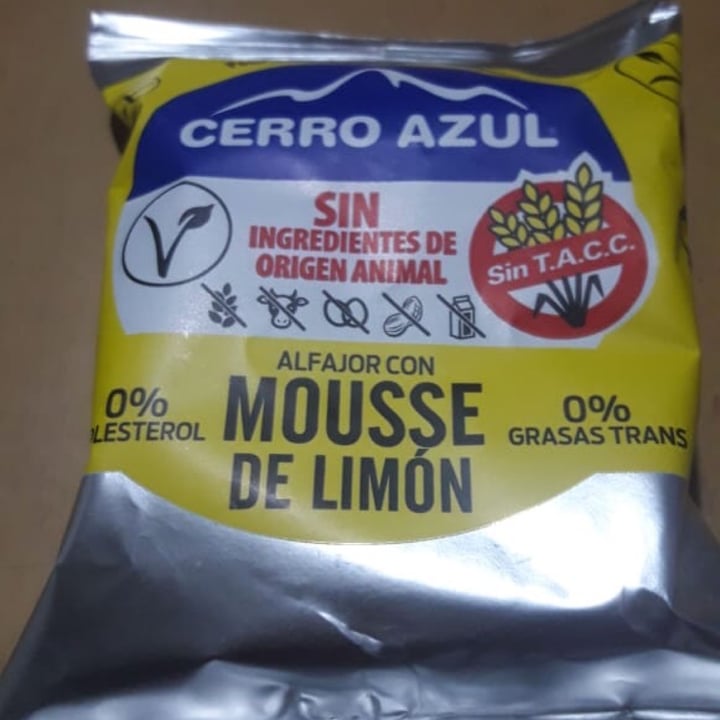 CERRO AZUL
SIN
INGREDIENTES DE
ORIGEN ANIMAL
Sin T.A.C.C.
ALFAJOR CON
MOUSSE
DE LIMÓN
0%
0%
GRASAS TRANS